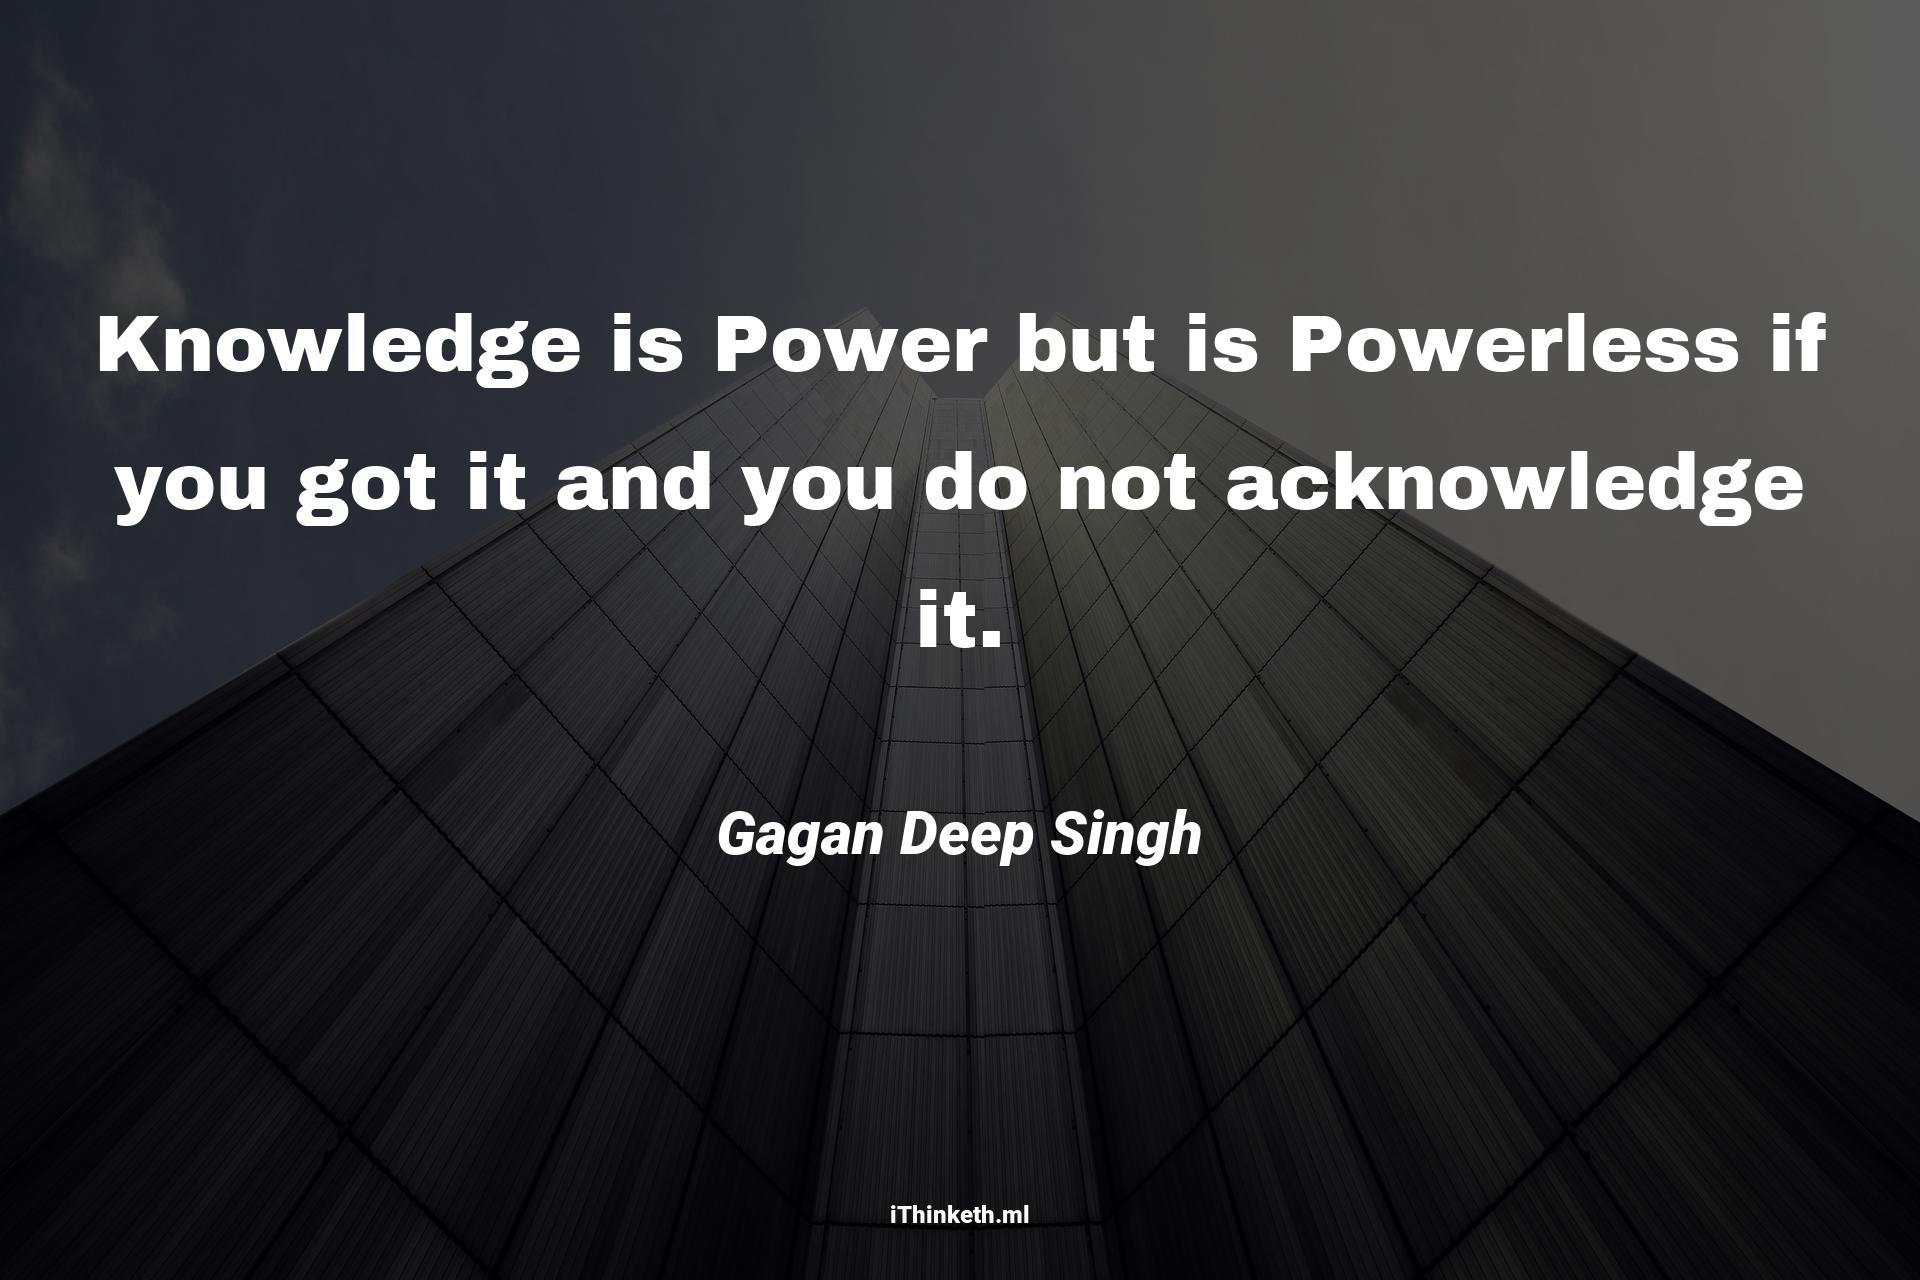 Knowledge is Power but is Powerless if
you got it and you do not acknowledge
it.
Gagan Deep Singh
iThinketh.ml